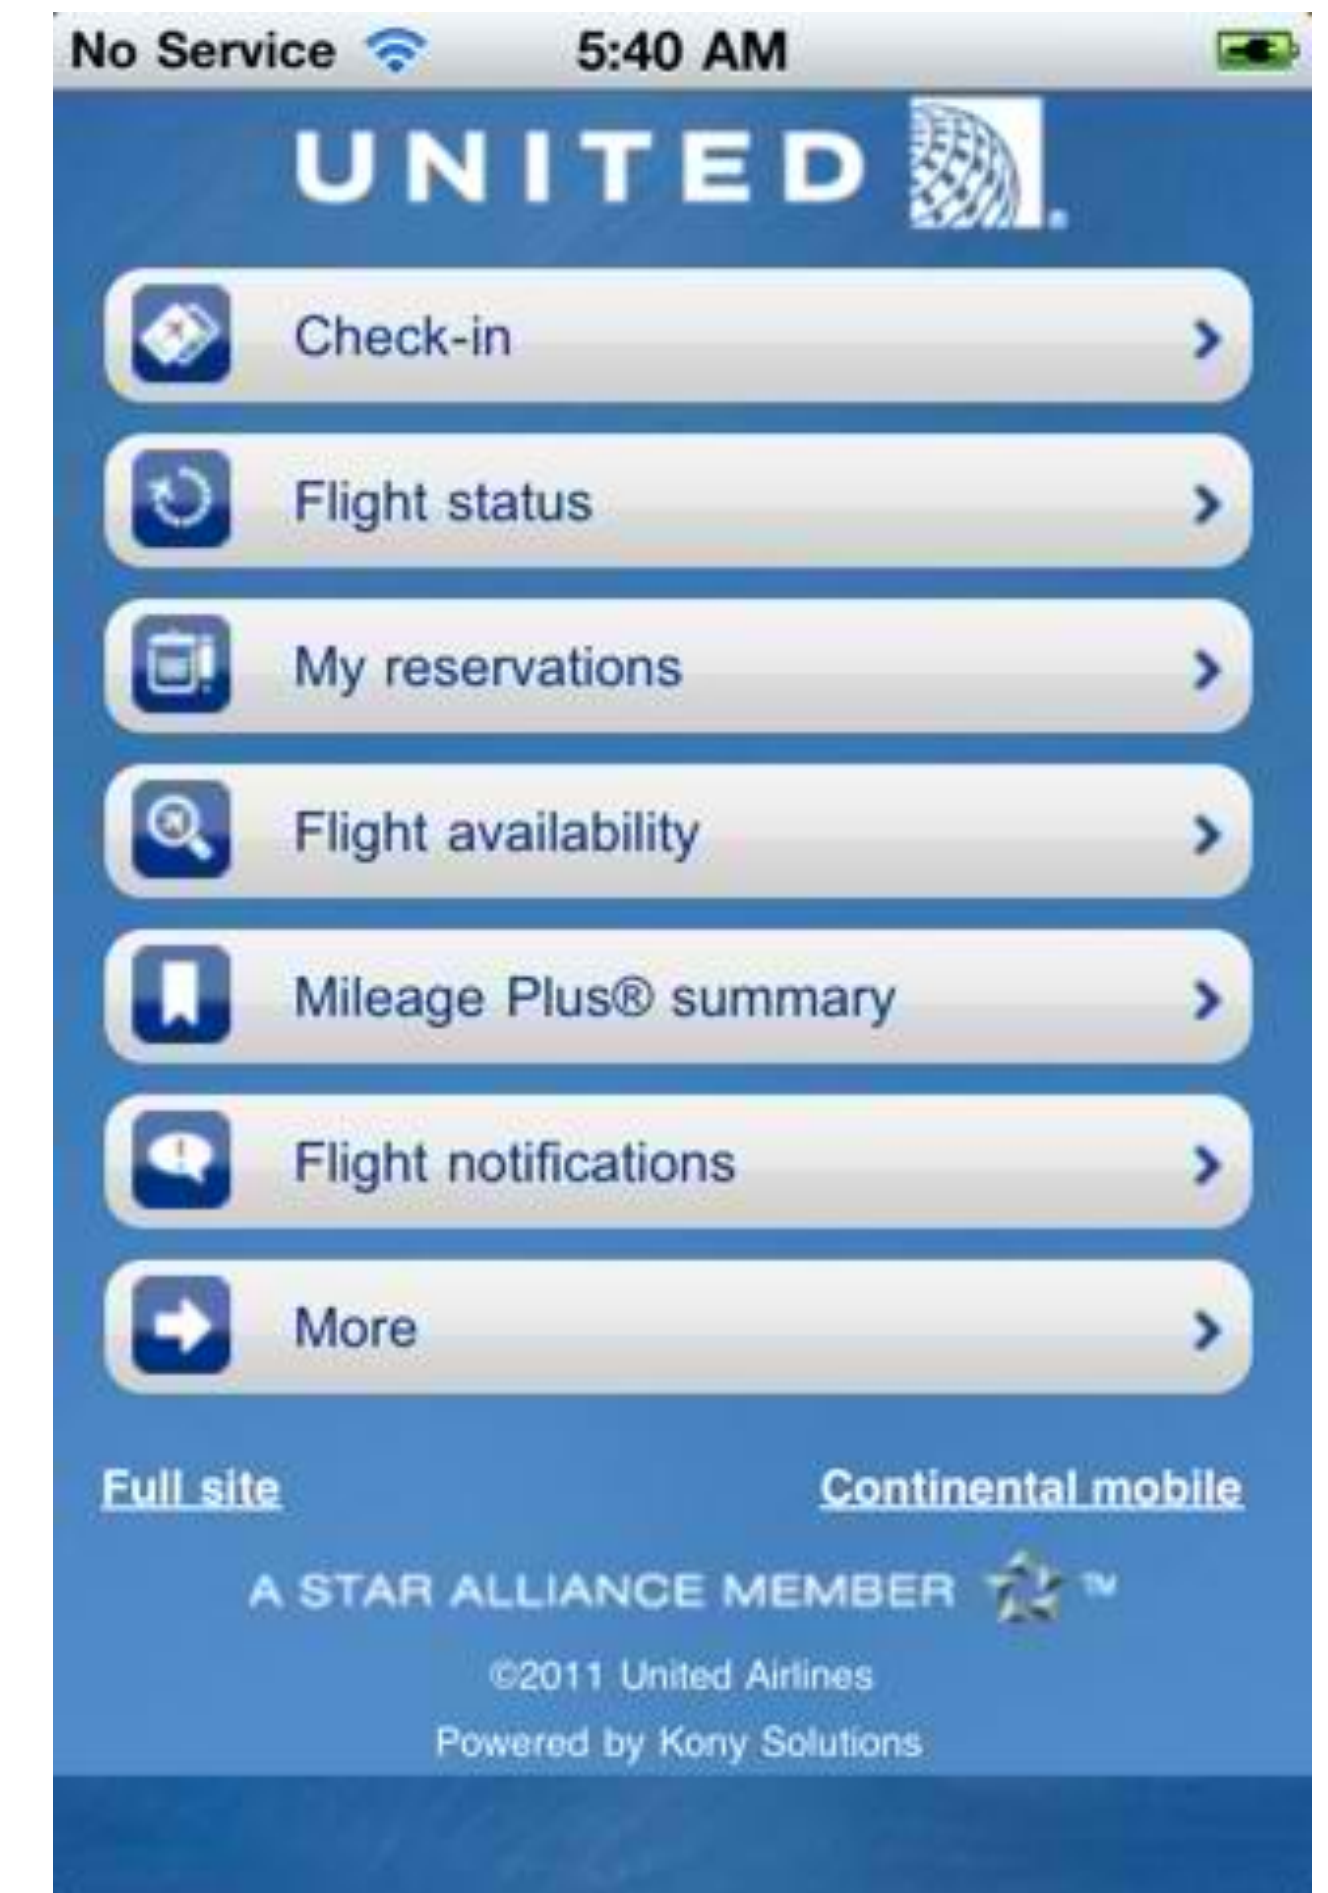 No Service 5:40 AM
UNITED ®
Check-in
Flight status
My reservations
Flight availability
Mileage Plus® summary
Flight notifications
More
Full site Continental mobile
A STAR ALLIANCE MEMBER ™
©2011 United Airlines
Powered by Kony Solutions